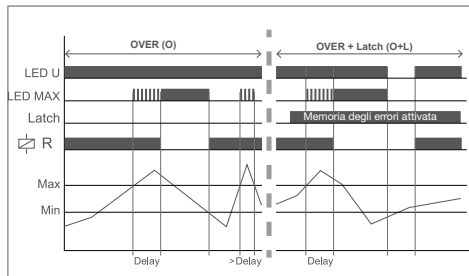 OVER (O)
OVER + Latch (O+L)
LED U
LED MAX
Latch
Memoria degli errori attivata
R
Max
Min
Delay
>Delay
Delay